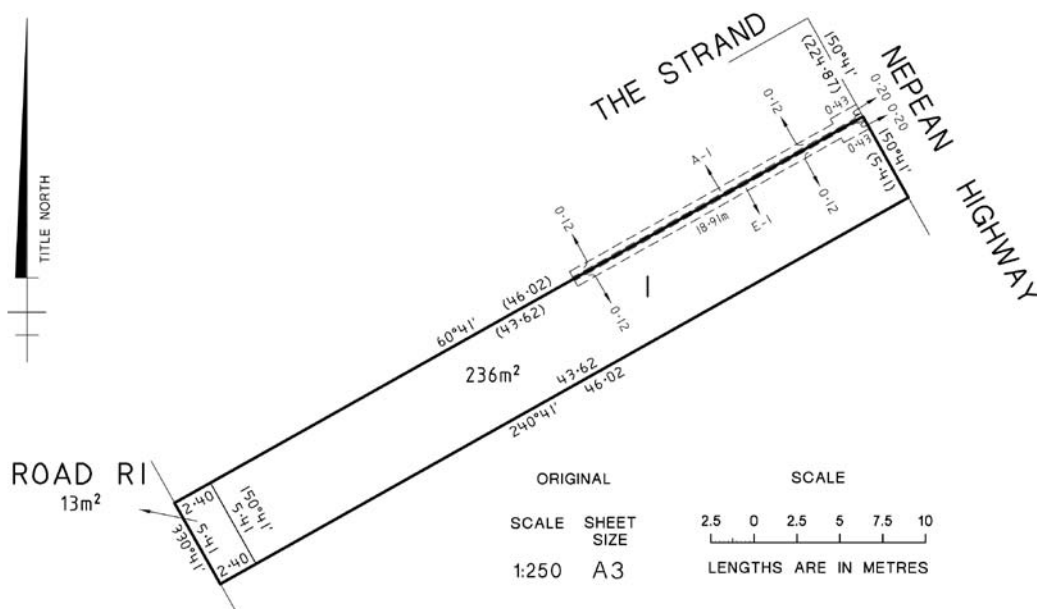 THE STRAND
150°41'
(224·87)
NEPEAN HIGHWAY
0·20
0·20
0·43
0·43
150°41'
(5·41)
0·12
A-1
0·12
E-1
18·91m
0·12
0·12
1
TITLE NORTH
60°41' (46·02)
(43·62)
236m²
43·62
240°41' 46·02
ROAD R1
13m²
2·40
150°41'
5·41
330°41'
5·41
2·40
ORIGINAL
SCALE SHEET SIZE
1:250 A3
SCALE
2.5 0 2.5 5 7.5 10
LENGTHS ARE IN METRES